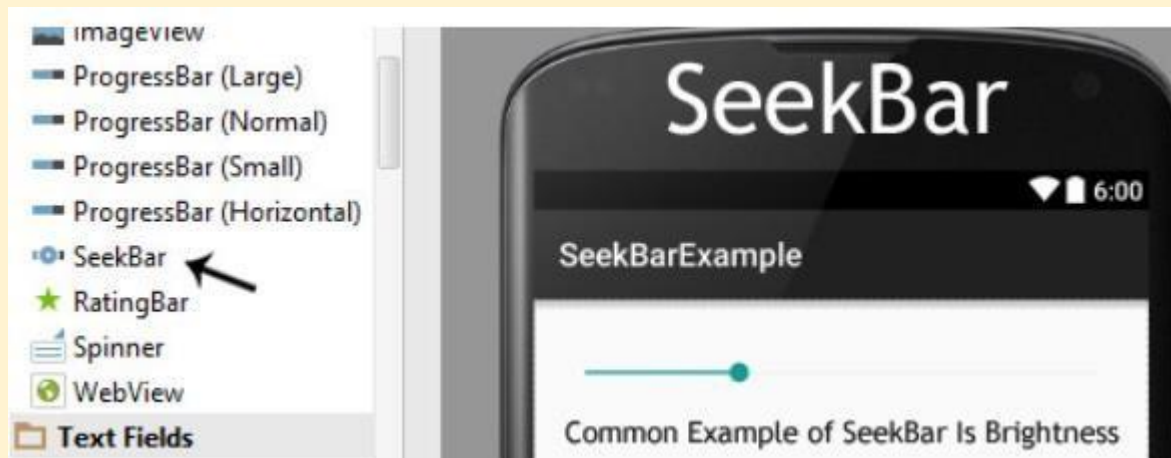 ImageView
ProgressBar (Large)
ProgressBar (Normal)
ProgressBar (Small)
ProgressBar (Horizontal)
SeekBar
RatingBar
Spinner
WebView
Text Fields
SeekBar
6:00
SeekBarExample
Common Example of SeekBar Is Brightness